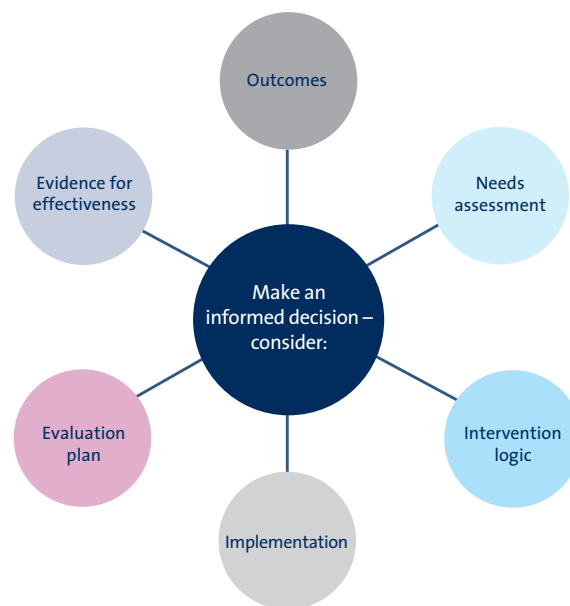 Outcomes
Evidence for
effectiveness
Needs
assessment
Make an
informed decision –
consider:
Evaluation
plan
Intervention
logic
Implementation